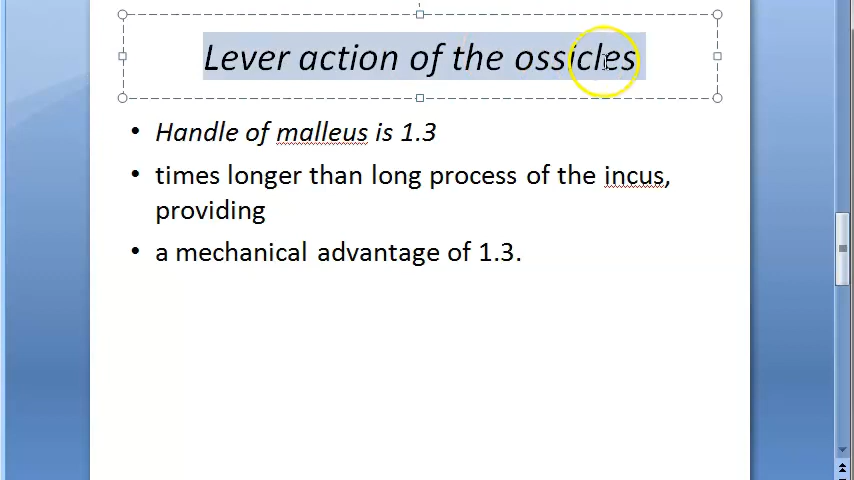 Lever action of the ossicles
• Handle of malleus is 1.3
• times longer than long process of the incus,
providing
• a mechanical advantage of 1.3.